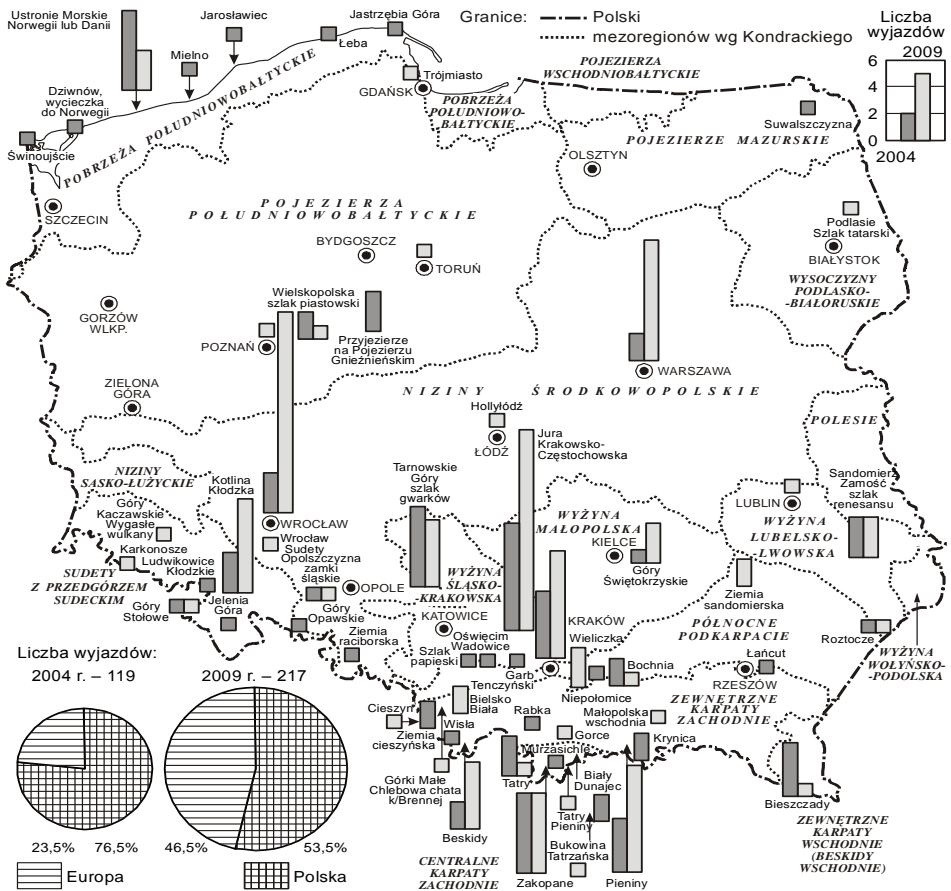 Ustronie Morskie
Norwegii lub Danii
Jarosławiec
Jastrzębia Góra
Łeba
Mielno
Granice:
Polski
mezoregionów wg Kondrackiego
Liczba
wyjazdów
2009
6
4
2
0
2004
Dziwnów,
wycieczka
do Norwegii
Świnoujście
POBRZEŻA POŁUDNIOWOBAŁTYCKIE
Trójmiasto
GDAŃSK
POBRZEŻA
POŁUDNIOWO-
BAŁTYCKIE
POJEZIERZA
WSCHODNIOBAŁTYCKIE
Suwalszczyzna
POJEZIERZE MAZURSKIE
OLSZTYN
SZCZECIN
POJEZIERZA
POŁUDNIOWOBAŁTYCKIE
BYDGOSZCZ
TORUŃ
Podlasie
Szlak tatarski
BIAŁYSTOK
WYSOCZYZNY
PODLASKO-
-BIAŁORUSKIE
GORZÓW
WLKP.
Wielskopolska
szlak piastowski
POZNAŃ
Przyjezierze
na Pojezierzu
Gnieźnieńskim
WARSZAWA
ZIELONA
GÓRA
NIZINY ŚRODKOWOPOLSKIE
Hollyłódź
ŁÓDŹ
POLESIE
Jura
Krakowsko-
Częstochowska
NIZINY
SASKO-ŁUŻYCKIE
Kotlina
Kłodzka
Tarnowskie
Góry
szlak
gwarków
Sandomierz
Zamość
szlak
renesansu
LUBLIN
Góry
Kaczawskie
Wygasłe
wulkany
WROCŁAW
WYŻYNA
MAŁOPOLSKA
KIELCE
WYŻYNA
LUBELSKO-
LWOWSKA
Karkonosze
Ludwikowice
Kłodzkie
Wrocław
Sudety
Opolszczyzna
zamki
śląskie
OPOLE
WYŻYNA
ŚLĄSKO-
-KRAKOWSKA
Góry
Świętokrzyskie
Ziemia
sandomierska
SUDETY
Z PRZEDGÓRZEM
SUDECKIM
Góry
Stołowe
Jelenia
Góra
Góry
Opawskie
KATOWICE
KRAKÓW
PÓŁNOCNE
PODKARPACIE
Roztocze
WYŻYNA
WOŁYŃSKO-
-PODOLSKA
Ziemia
raciborska
Szlak
papieski
Oświęcim
Wadowice
Garb
Tenczyński
Wieliczka
Niepołomice
Bochnia
Łańcut
RZESZÓW
Liczba wyjazdów:
2004 r. – 119
2009 r. – 217
Cieszyn
Ziemia
cieszyńska
Bielsko
Biała
Wisła
Rabka
Gorce
Małopolska
wschodnia
ZEWNĘTRZNE
KARPATY
ZACHODNIE
Krynica
Górki Małe
Chlebowa chata
k/Brennej
Beskidy
Tatry
Murzasichle
Biały
Dunajec
Tatry
Pieniny
Bukowina
Tatrzańska
Zakopane
Pieniny
Bieszczady
CENTRALNE
KARPATY
ZACHODNIE
ZEWNĘTRZNE
KARPATY
WSCHODNIE
(BESKIDY
WSCHODNIE)
23,5%
76,5%
46,5%
53,5%
Europa
Polska